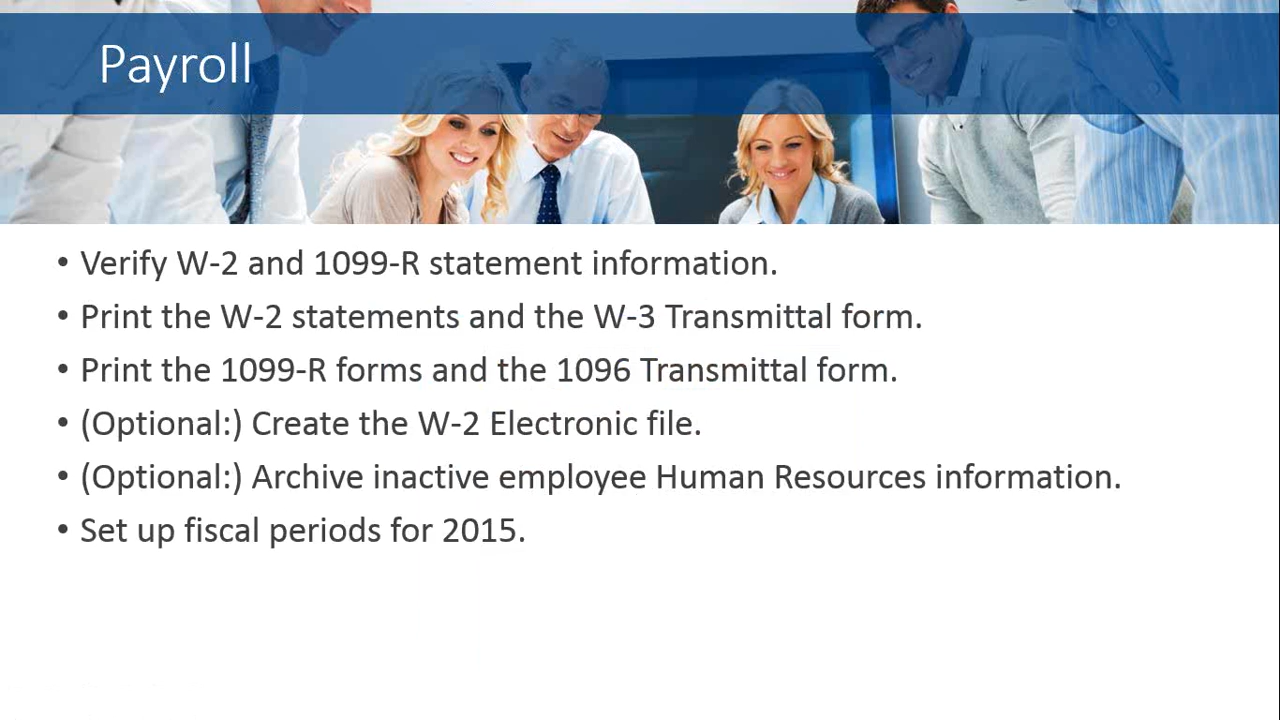 Payroll
• Verify W-2 and 1099-R statement information.
• Print the W-2 statements and the W-3 Transmittal form.
• Print the 1099-R forms and the 1096 Transmittal form.
• (Optional:) Create the W-2 Electronic file.
• (Optional:) Archive inactive employee Human Resources information.
• Set up fiscal periods for 2015.